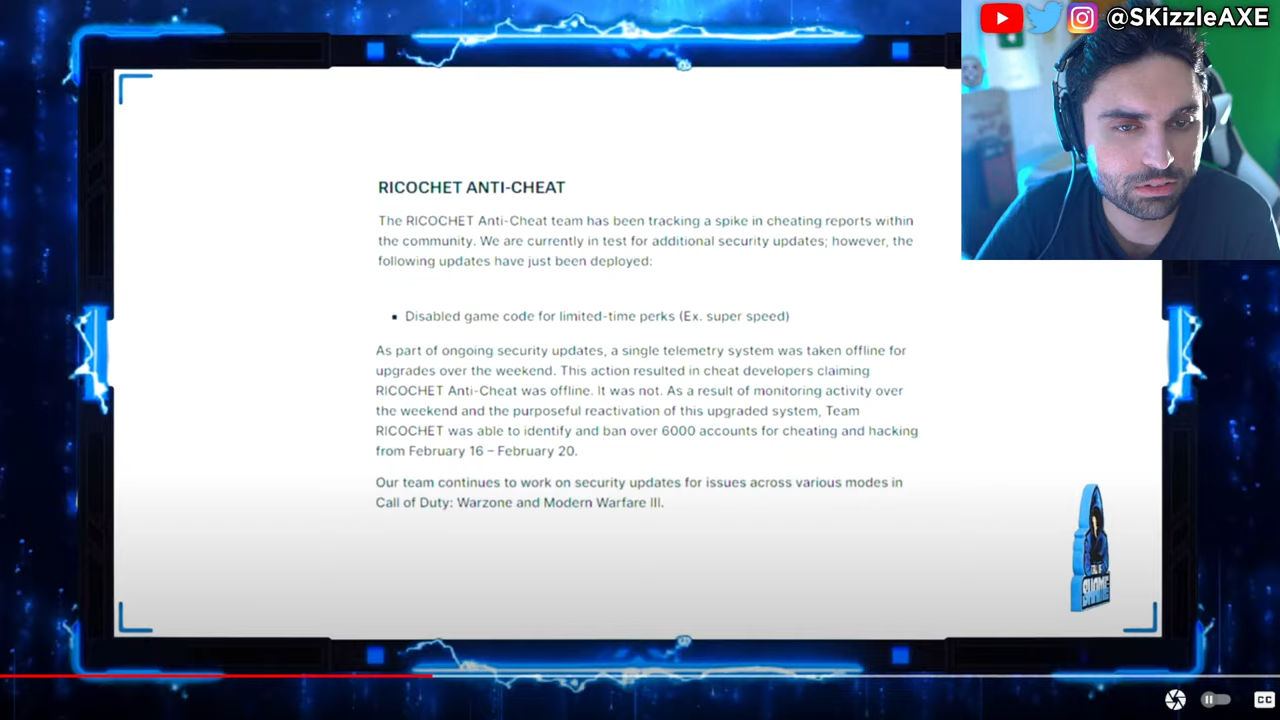 @SKizzleAXE
RICOCHET ANTI-CHEAT
The RICOCHET Anti-Cheat team has been tracking a spike in cheating reports within
the community. We are currently in test for additional security updates; however, the
following updates have just been deployed:
▪ Disabled game code for limited-time perks (Ex. super speed)
As part of ongoing security updates, a single telemetry system was taken offline for
upgrades over the weekend. This action resulted in cheat developers claiming
RICOCHET Anti-Cheat was offline. It was not. As a result of monitoring activity over
the weekend and the purposeful reactivation of this upgraded system, Team
RICOCHET was able to identify and ban over 6000 accounts for cheating and hacking
from February 16 – February 20.
Our team continues to work on security updates for issues across various modes in
Call of Duty: Warzone and Modern Warfare III.
SHAME
CC